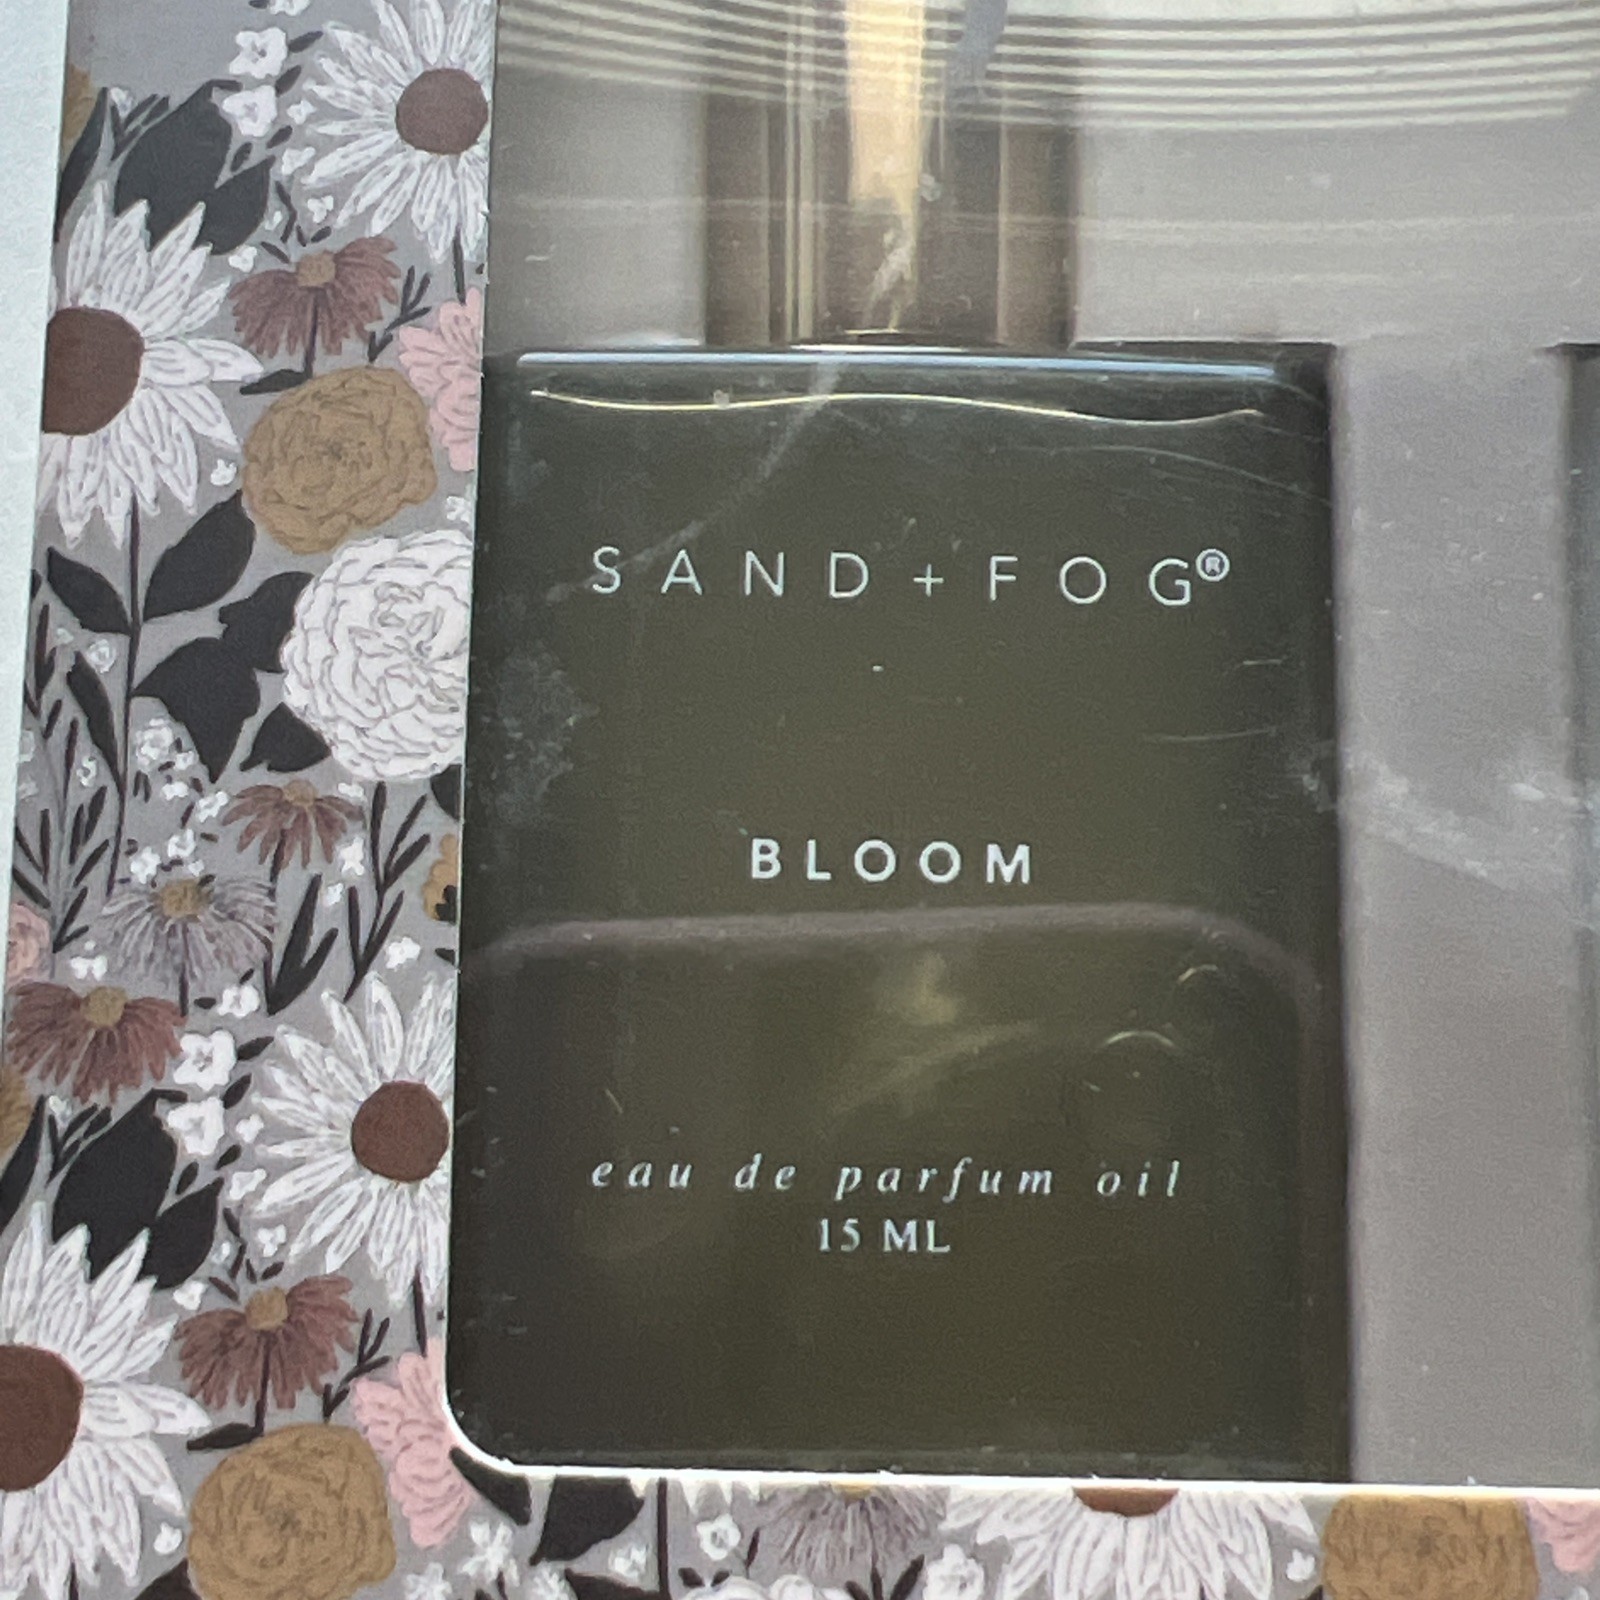 SAND+FOG®
BLOOM
eau de parfum oil
15 ML